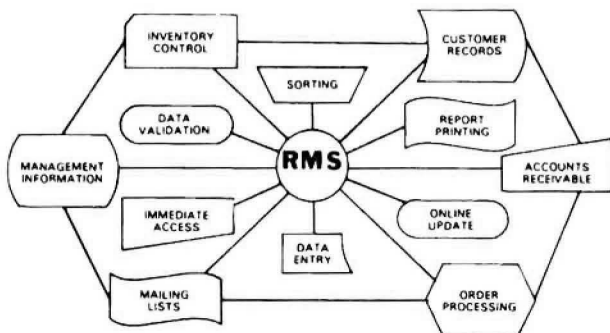 INVENTORY
CONTROL
CUSTOMER
RECORDS
SORTING
DATA
VALIDATION
REPORT
PRINTING
RMS
MANAGEMENT
INFORMATION
ACCOUNTS
RECEIVABLE
IMMEDIATE
ACCESS
ONLINE
UPDATE
DATA
ENTRY
MAILING
LISTS
ORDER
PROCESSING